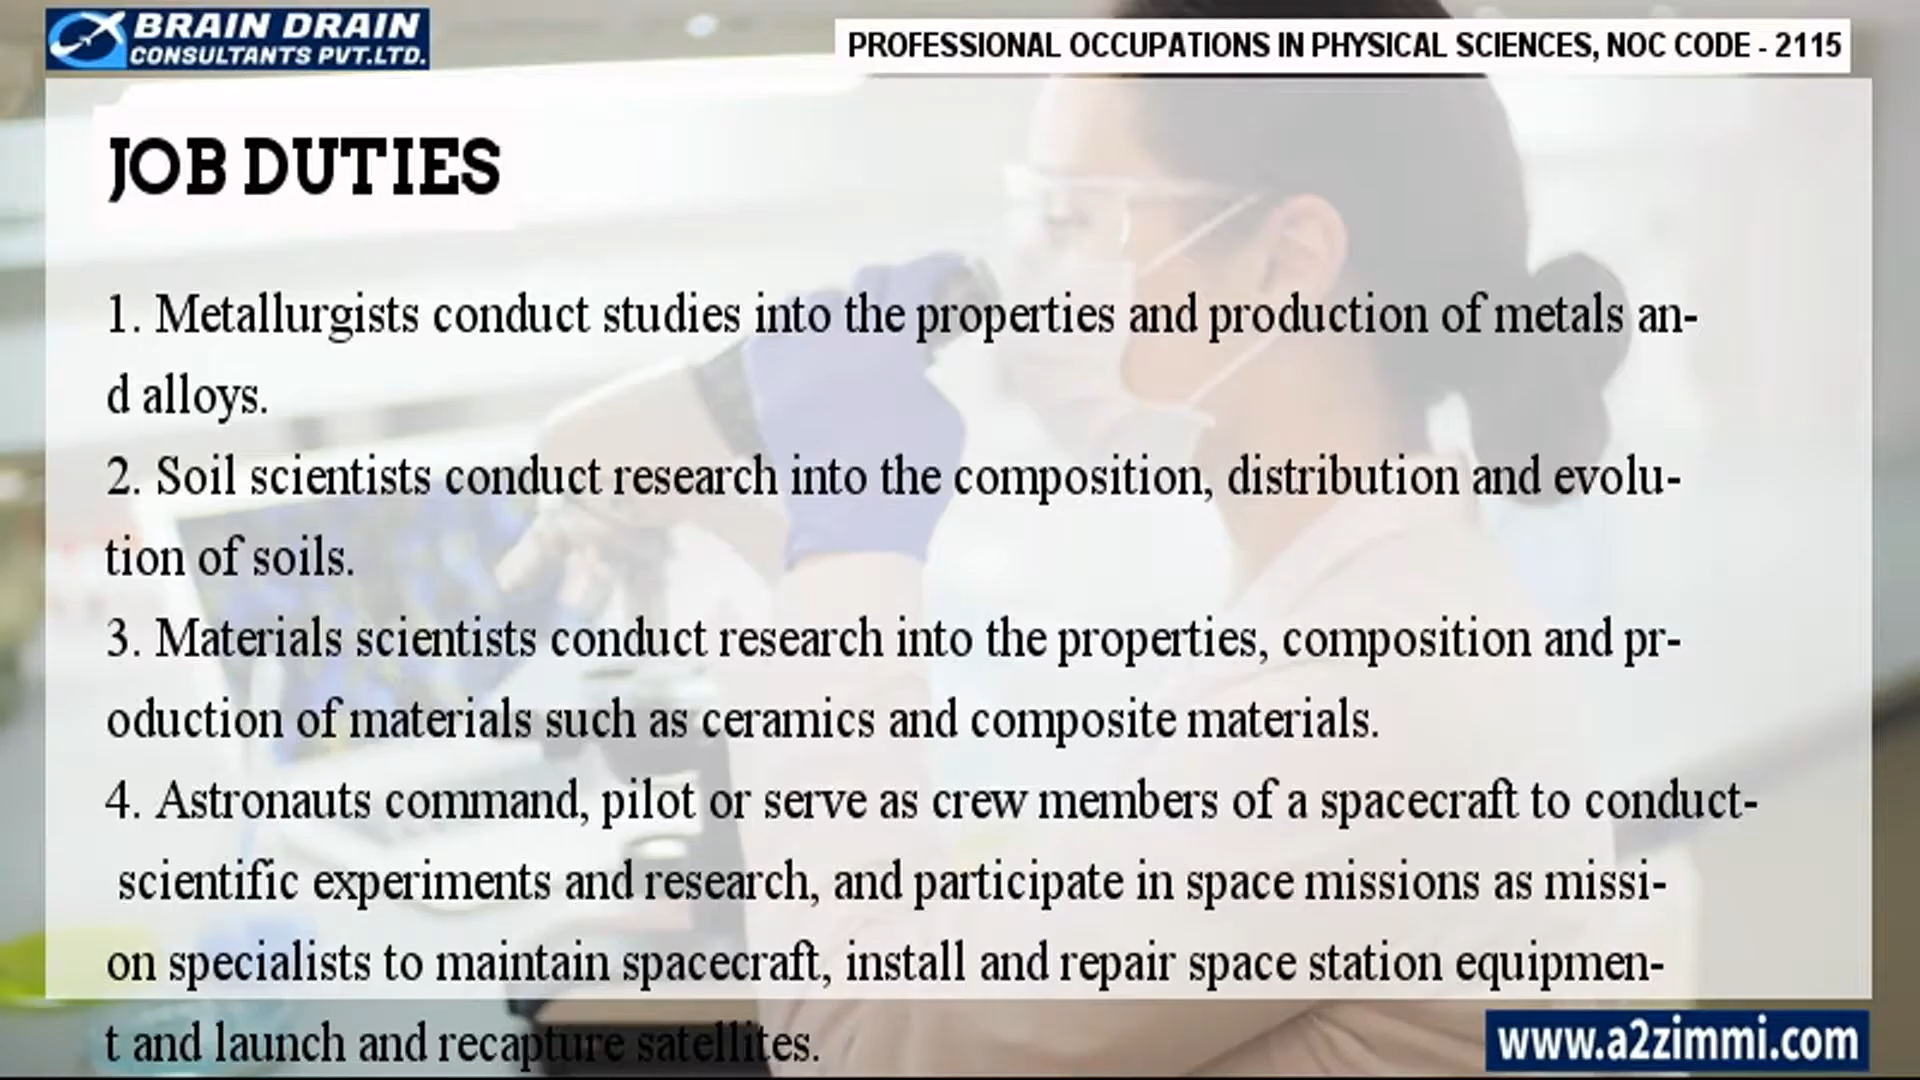 BRAIN DRAIN
CONSULTANTS PVT.LTD.
PROFESSIONAL OCCUPATIONS IN PHYSICAL SCIENCES, NOC CODE - 2115
JOB DUTIES
1. Metallurgists conduct studies into the properties and production of metals an-
d alloys.
2. Soil scientists conduct research into the composition, distribution and evolu-
tion of soils.
3. Materials scientists conduct research into the properties, composition and pr-
oduction of materials such as ceramics and composite materials.
4. Astronauts command, pilot or serve as crew members of a spacecraft to conduct-
scientific experiments and research, and participate in space missions as missi-
on specialists to maintain spacecraft, install and repair space station equipmen-
t and launch and recapture satellites.
www.a2zimmi.com